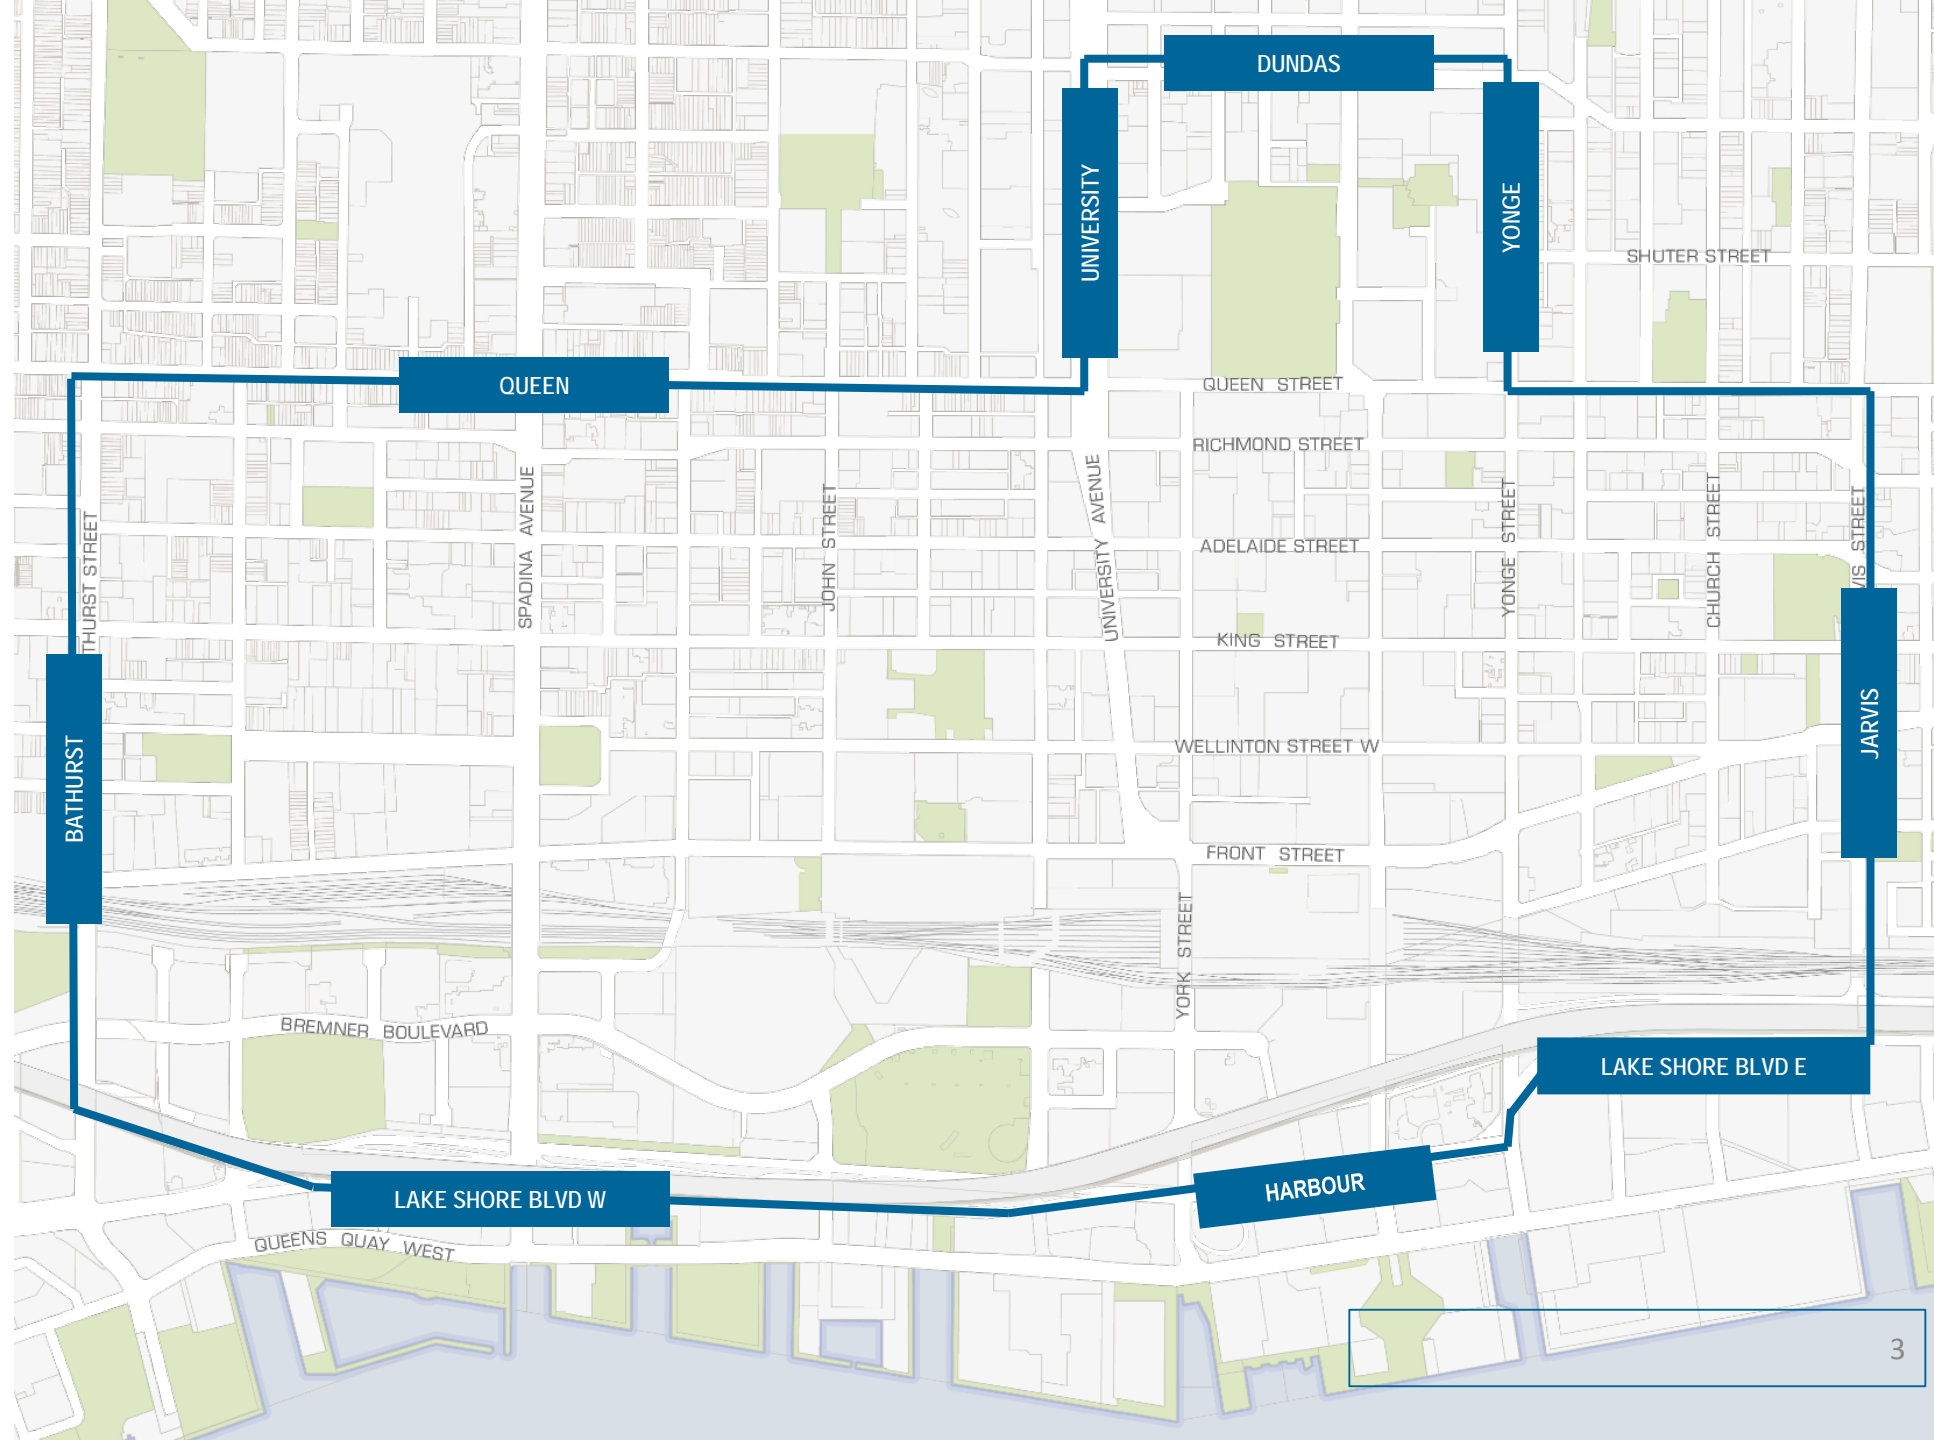 DUNDAS
UNIVERSITY
YONGE
SHUTER STREET
QUEEN
QUEEN STREET
RICHMOND STREET
SPADINA AVENUE
JOHN STREET
UNIVERSITY AVENUE
YONGE STREET
CHURCH STREET
VIS STREET
THURST STREET
ADELAIDE STREET
KING STREET
BATHURST
JARVIS
WELLINTON STREET W
FRONT STREET
YORK STREET
BREMNER BOULEVARD
LAKE SHORE BLVD E
HARBOUR
LAKE SHORE BLVD W
QUEENS QUAY WEST
3